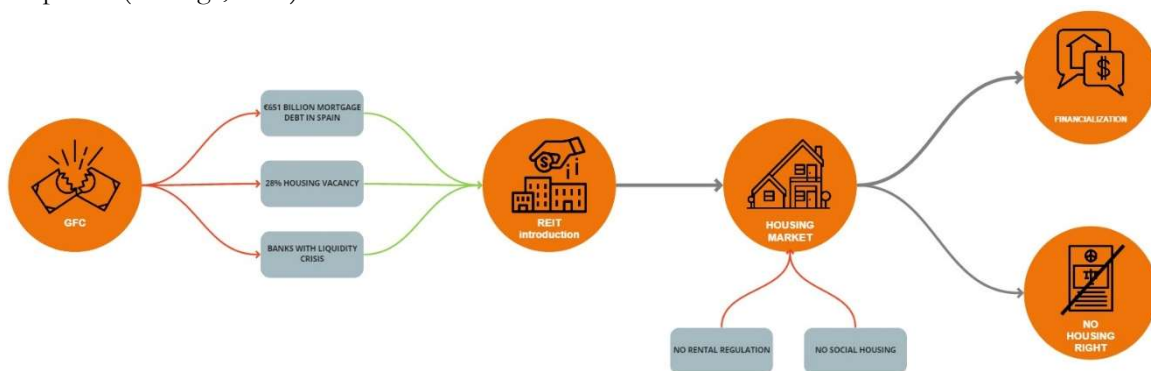 €651 BILLION MORTGAGE
DEBT IN SPAIN
28% HOUSING VACANCY
BANKS WITH LIQUIDITY
CRISIS
GFC
$
REIT
introduction
HOUSING
MARKET
NO RENTAL REGULATION
NO SOCIAL HOUSING
$
FINANCIALIZATION
NO
HOUSING
RIGHT